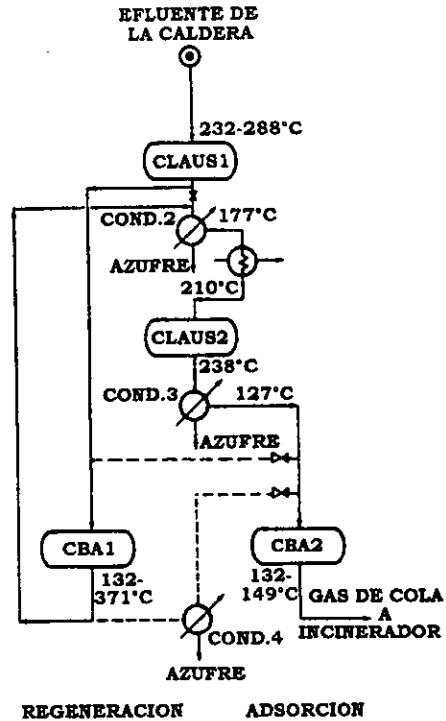 EFLUENTE DE
LA CALDERA
232-288°C
CLAUS1
COND.2
177°C
AZUFRE
210°C
CLAUS2
238°C
COND.3
127°C
AZUFRE
CBA1
CBA2
132-
371°C
132-
149°C
GAS DE COLA
A
INCINERADOR
COND.4
AZUFRE
REGENERACION
ADSORCION